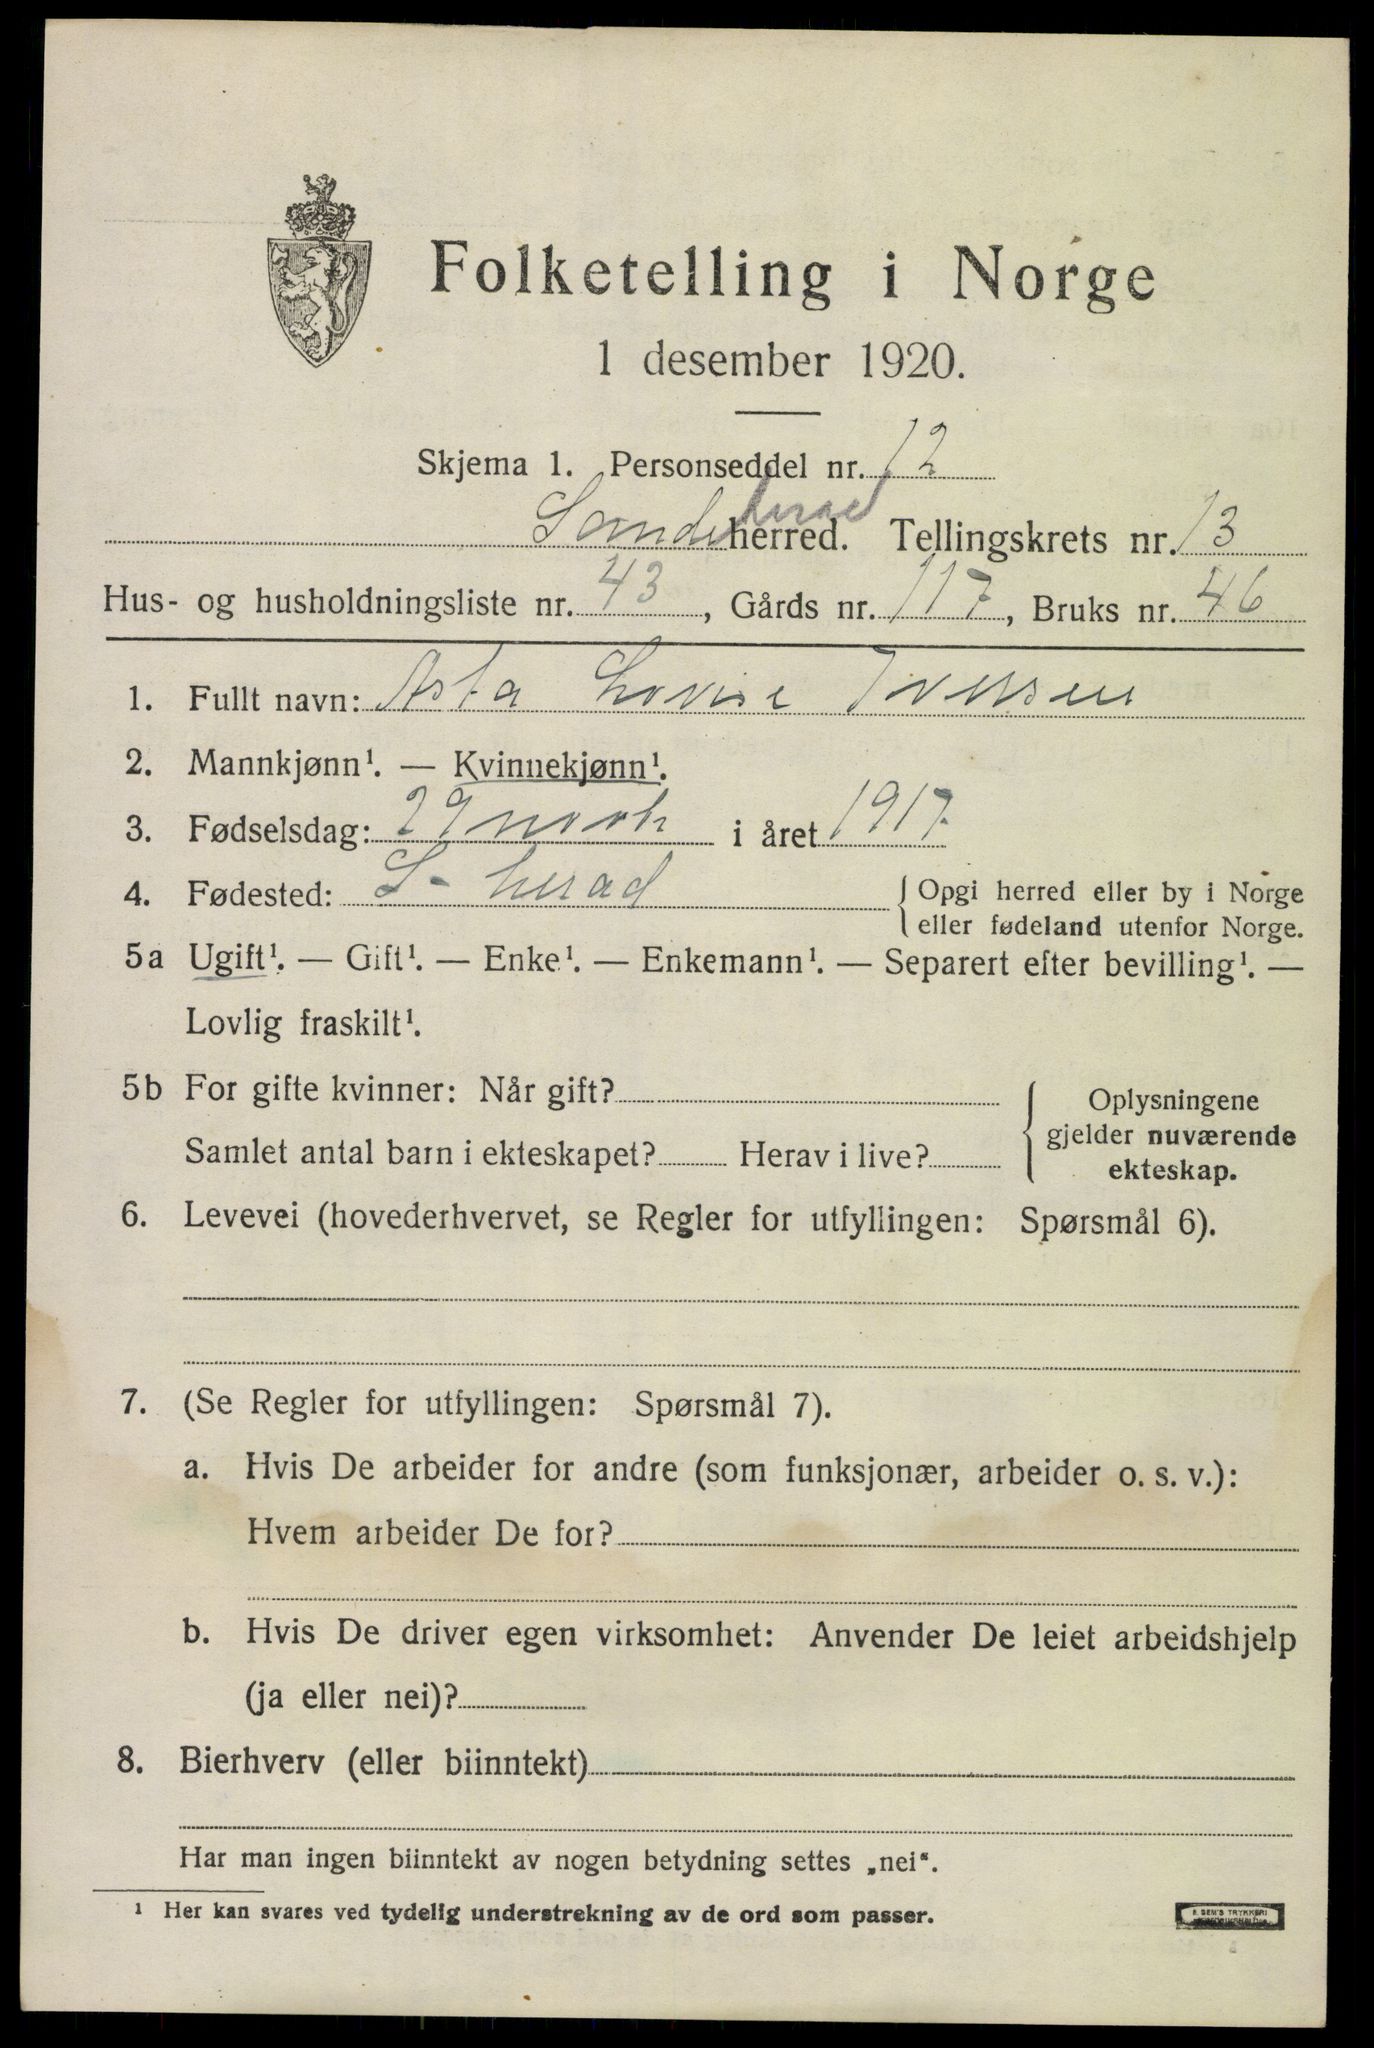 Folketelling i Norge
1 desember 1920.
Skjema 1. Personseddel nr. 12
Sandeherad herred. Tellingskrets nr. 13
Hus- og husholdningsliste nr. 43, Gårds nr. 117, Bruks nr. 46
1. Fullt navn: Asta Lovise Iversen
2. Mannkjønn¹. — Kvinnekjønn¹.
3. Fødselsdag: 29 novbr i året 1917
4. Fødested: S-herad { Opgi herred eller by i Norge
eller fødeland utenfor Norge.
5a Ugift¹. — Gift¹. — Enke¹. — Enkemann¹. — Separert efter bevilling¹. —
Lovlig fraskilt¹.
5b For gifte kvinner: Når gift? { Oplysningene
gjelder nuværende
Samlet antal barn i ekteskapet? Herav i live?
ekteskap.
6. Levevei (hovederhvervet, se Regler for utfyllingen: Spørsmål 6).
7. (Se Regler for utfyllingen: Spørsmål 7).
a. Hvis De arbeider for andre (som funksjonær, arbeider o. s. v.):
Hvem arbeider De for?
b. Hvis De driver egen virksomhet: Anvender De leiet arbeidshjelp
(ja eller nei)?
8. Bierhverv (eller biinntekt)
Har man ingen biinntekt av nogen betydning settes „nei“.
¹ Her kan svares ved tydelig understrekning av de ord som passer.